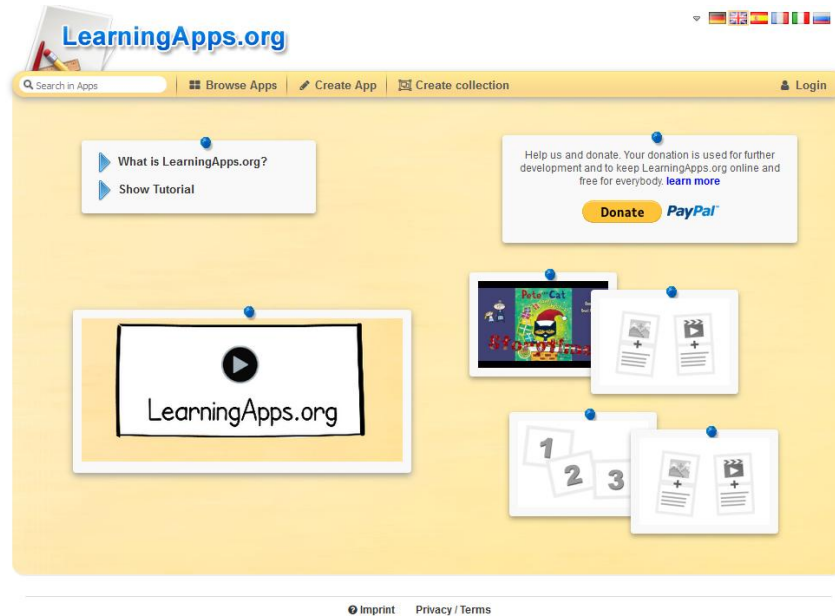 LearningApps.org
Search in Apps
Browse Apps
Create App
Create collection
Login
What is LearningApps.org?
Show Tutorial
Help us and donate. Your donation is used for further
development and to keep LearningApps.org online and
free for everybody. learn more
Donate PayPal
LearningApps.org
Pete the Cat
Storytime
1
2
3
Imprint
Privacy / Terms